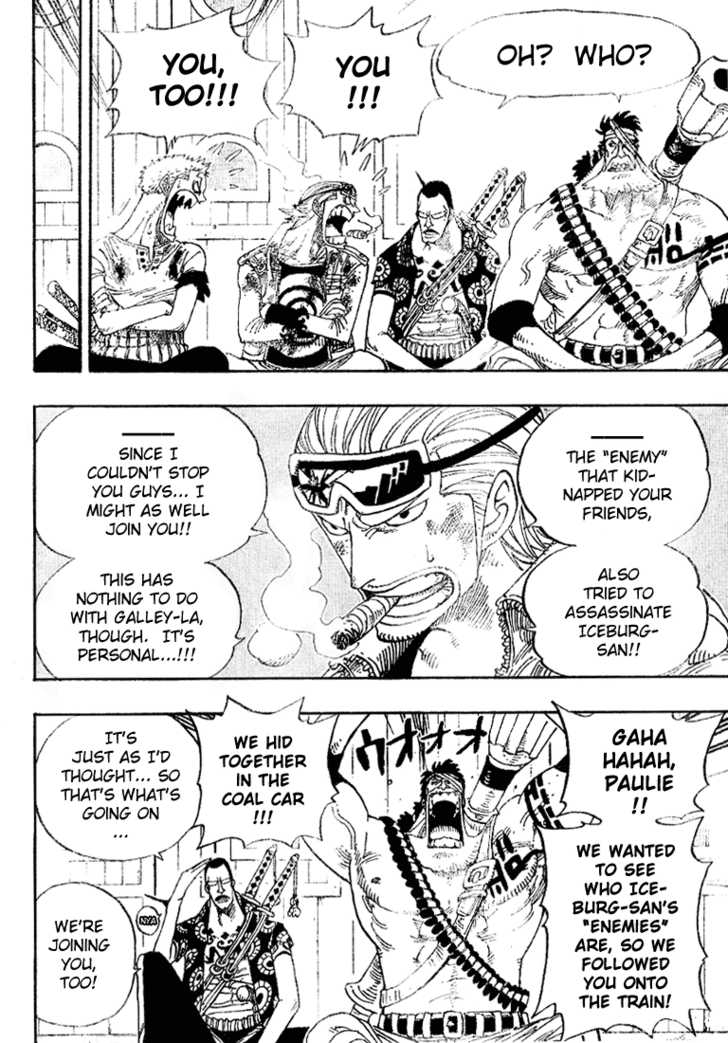 OH? WHO?
YOU
!!!
YOU,
TOO!!!
THE "ENEMY"
THAT KID-
NAPPED YOUR
FRIENDS,
ALSO
TRIED TO
ASSASSINATE
ICEBURG-
SAN!!
SINCE I
COULDN'T STOP
YOU GUYS... I
MIGHT AS WELL
JOIN YOU!!
THIS HAS
NOTHING TO DO
WITH GALLEY-LA,
THOUGH. IT'S
PERSONAL...!!!
GAHA
HAHAH,
PAULIE
!!
WE WANTED
TO SEE
WHO ICE-
BURG-SAN'S
"ENEMIES"
ARE, SO WE
FOLLOWED
YOU ONTO
THE TRAIN!
ウオオオ
WE HID
TOGETHER
IN THE
COAL CAR
!!!
IT'S
JUST AS I'D
THOUGHT... SO
THAT'S WHAT'S
GOING ON
...
NYA
WE'RE
JOINING
YOU,
TOO!